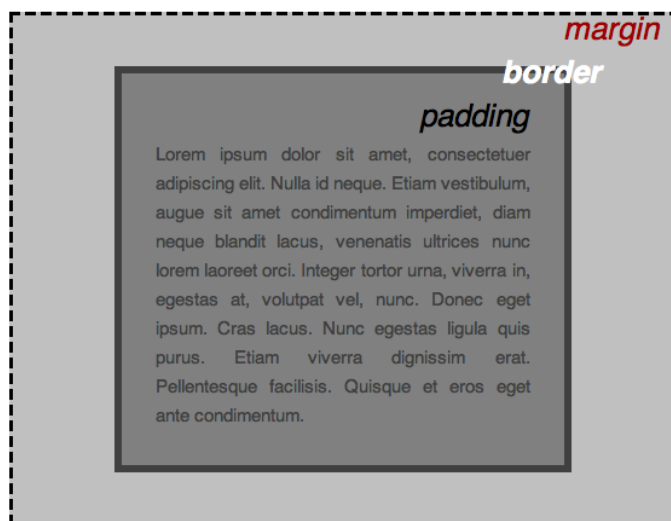 margin
border
padding
Lorem ipsum dolor sit amet, consectetuer
adipiscing elit. Nulla id neque. Etiam vestibulum,
augue sit amet condimentum imperdiet, diam
neque blandit lacus, venenatis ultrices nunc
lorem laoreet orci. Integer tortor urna, viverra in,
egestas at, volutpat vel, nunc. Donec eget
ipsum. Cras lacus. Nunc egestas ligula quis
purus. Etiam viverra dignissim erat.
Pellentesque facilisis. Quisque et eros eget
ante condimentum.